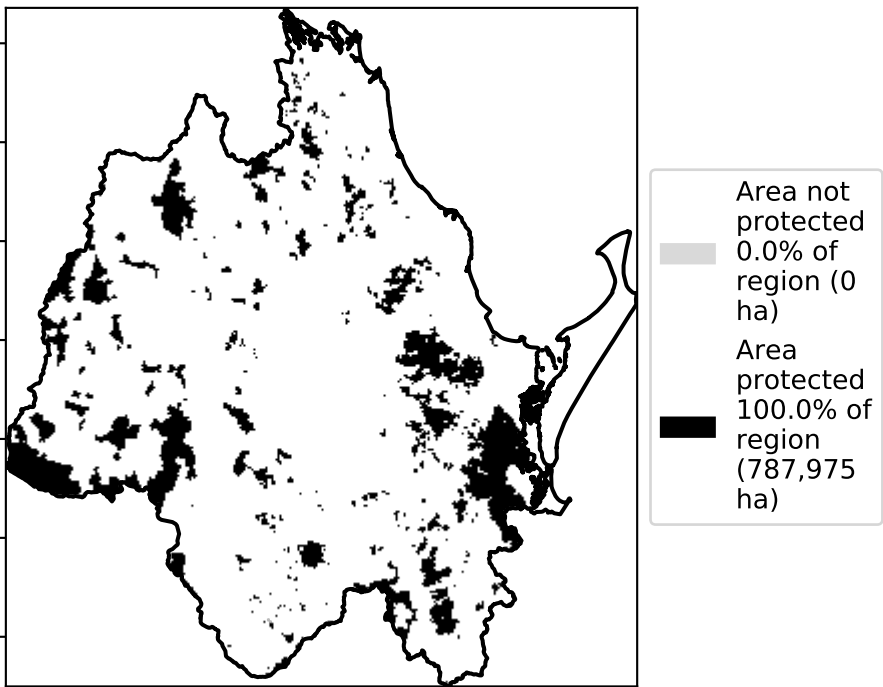 Area not
protected
0.0% of
region (0
ha)
Area
protected
100.0% of
region
(787,975
ha)